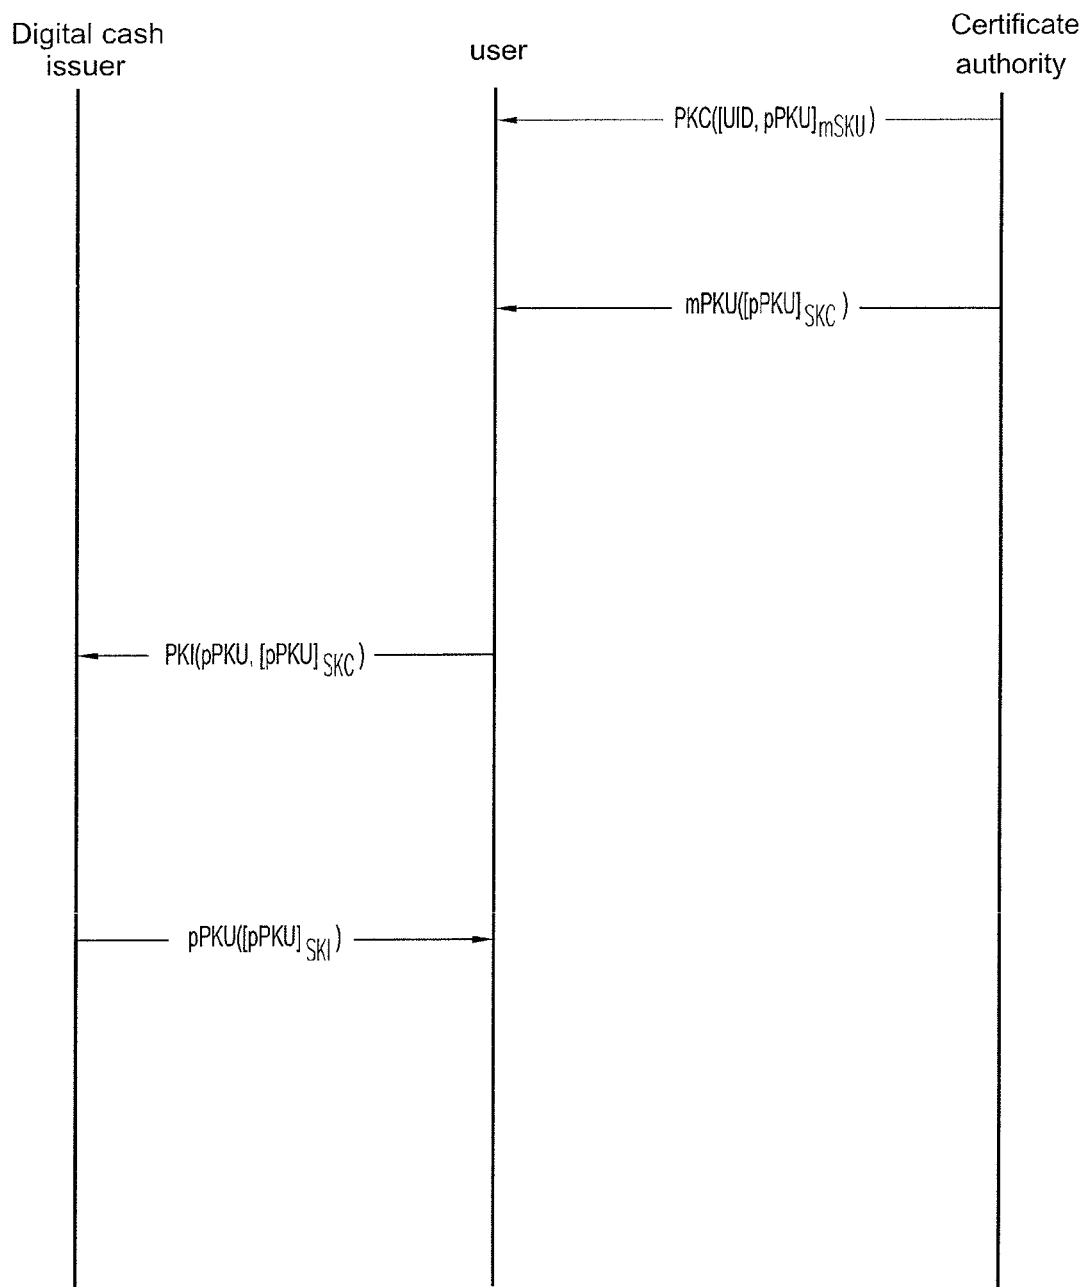 Digital cash
issuer
user
Certificate
authority
PKC([UID, pPKU]mSKU)
mPKU([pPKU]SKC)
PKI(pPKU, [pPKU]SKC)
pPKU([pPKU]SKI)